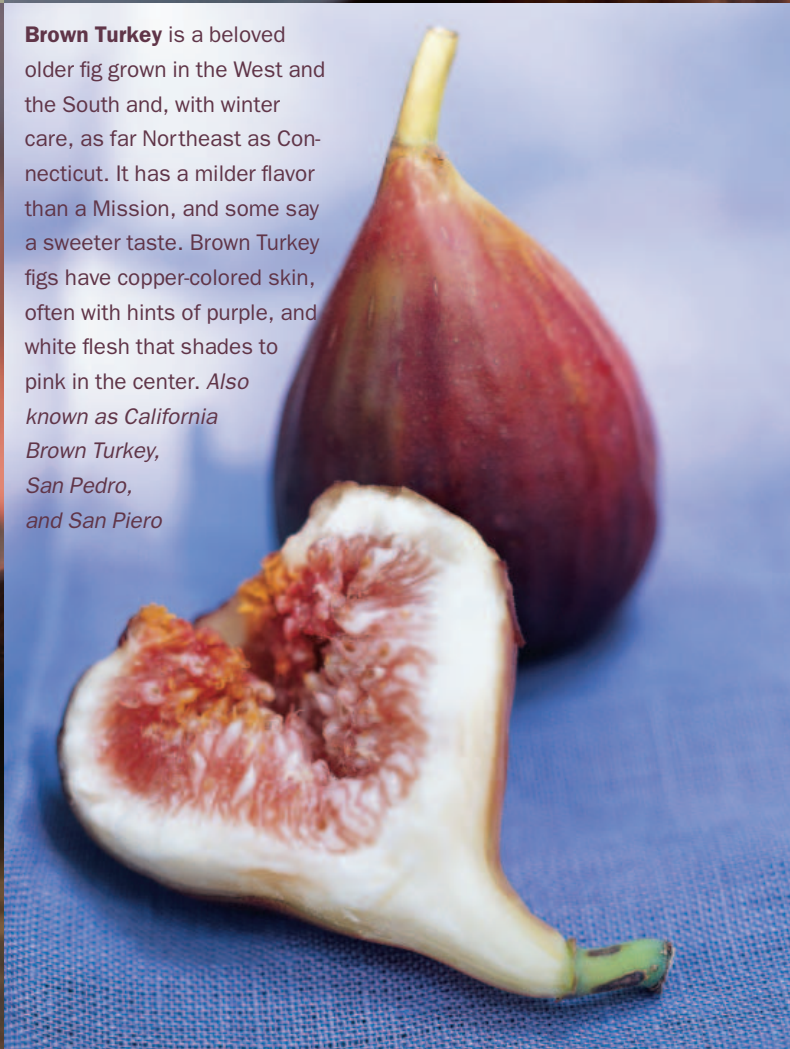 Brown Turkey is a beloved
older fig grown in the West and
the South and, with winter
care, as far Northeast as Con-
necticut. It has a milder flavor
than a Mission, and some say
a sweeter taste. Brown Turkey
figs have copper-colored skin,
often with hints of purple, and
white flesh that shades to
pink in the center. Also
known as California
Brown Turkey,
San Pedro,
and San Piero